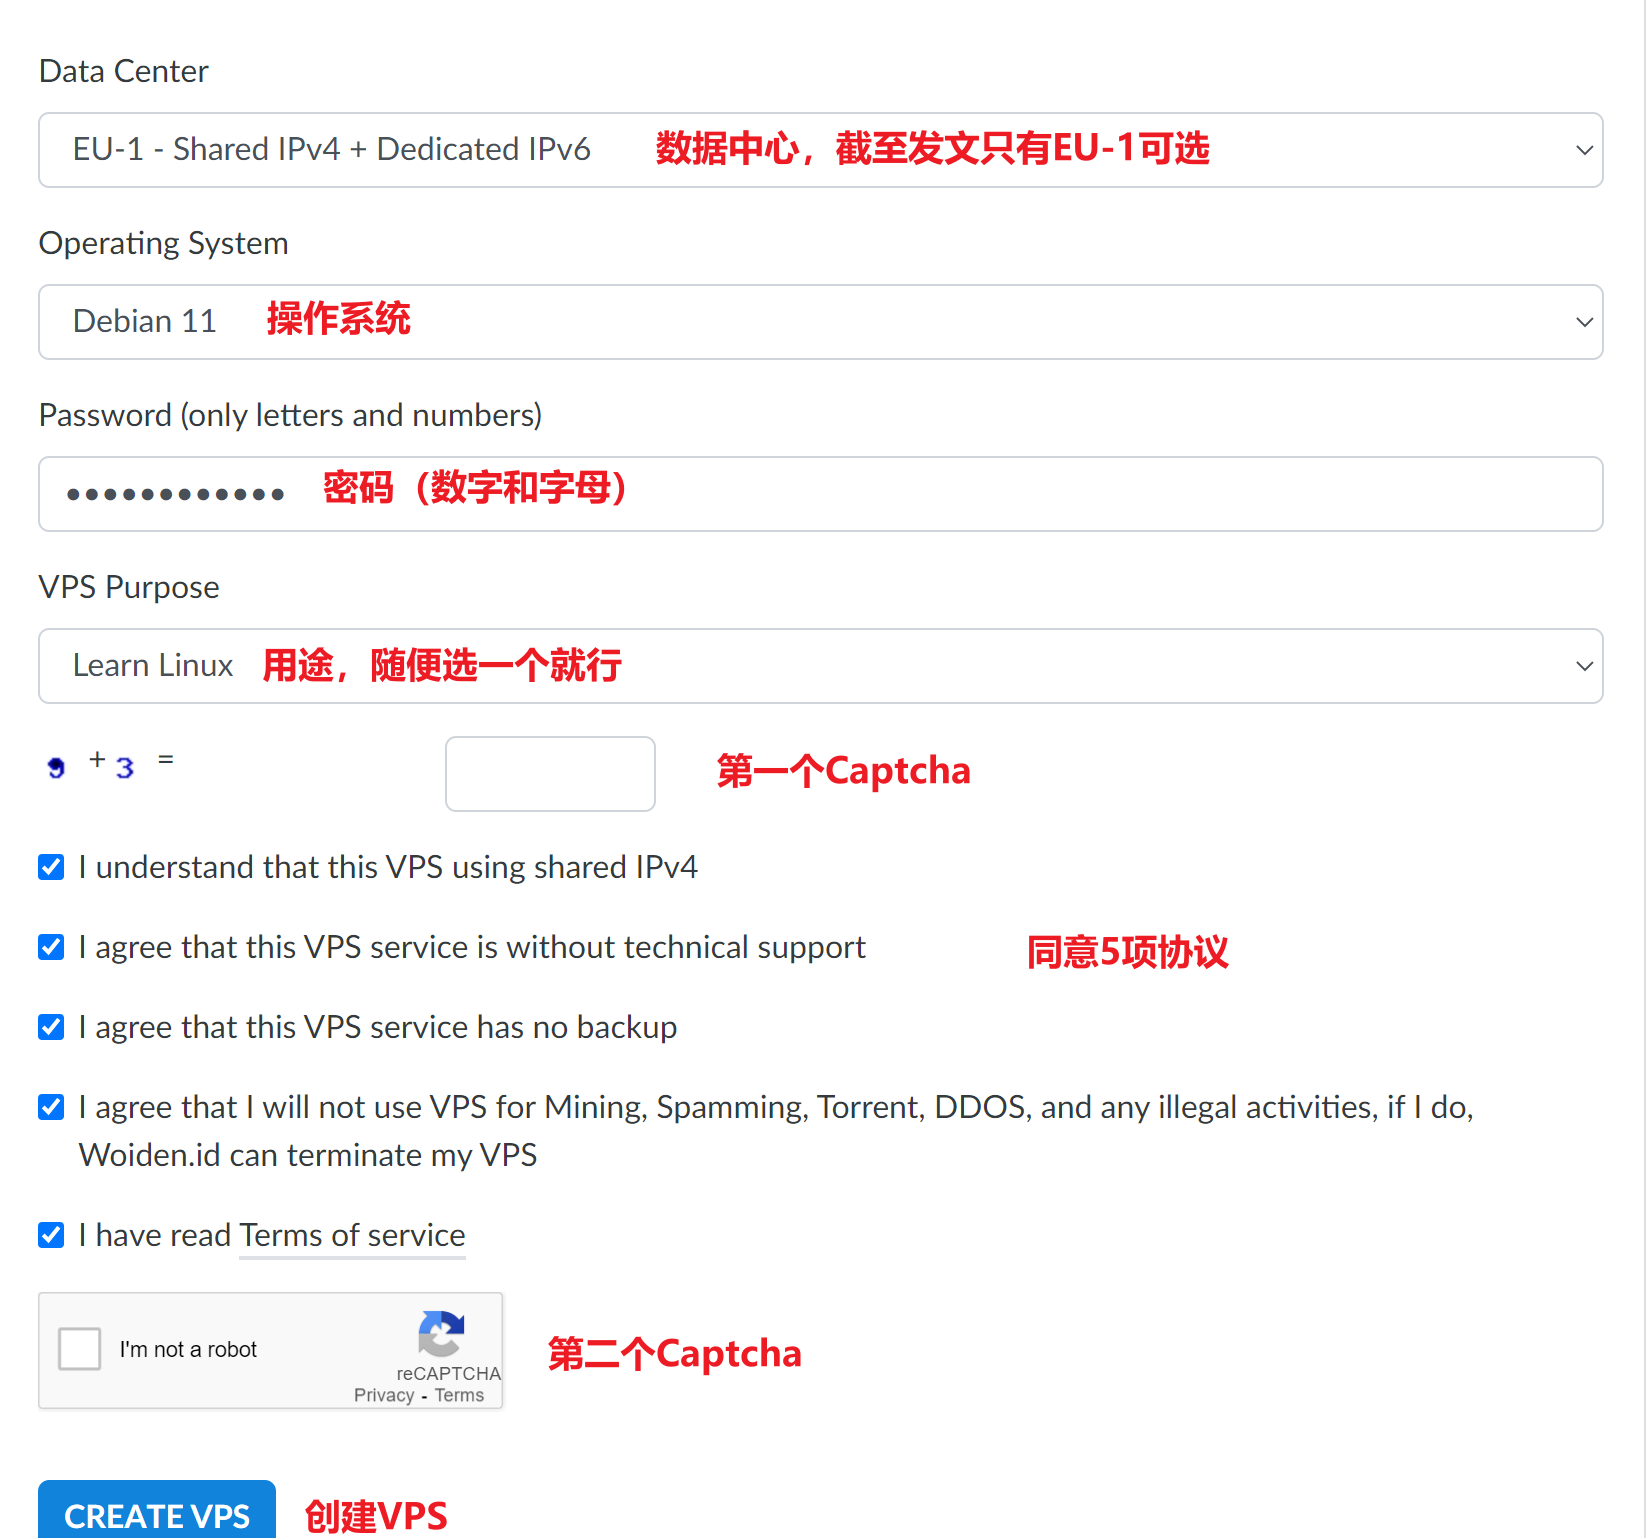 Data Center
EU-1 - Shared IPv4 + Dedicated IPv6 数据中心，截至发文只有EU-1可选
Operating System
Debian 11 操作系统
Password (only letters and numbers)
•••••••••••• 密码（数字和字母）
VPS Purpose
Learn Linux 用途，随便选一个就行
9 + 3 = 第一个Captcha
I understand that this VPS using shared IPv4
I agree that this VPS service is without technical support 同意5项协议
I agree that this VPS service has no backup
I agree that I will not use VPS for Mining, Spamming, Torrent, DDOS, and any illegal activities, if I do,
Woiden.id can terminate my VPS
I have read Terms of service
I'm not a robot 第二个Captcha
reCAPTCHA
Privacy - Terms
CREATE VPS 创建VPS